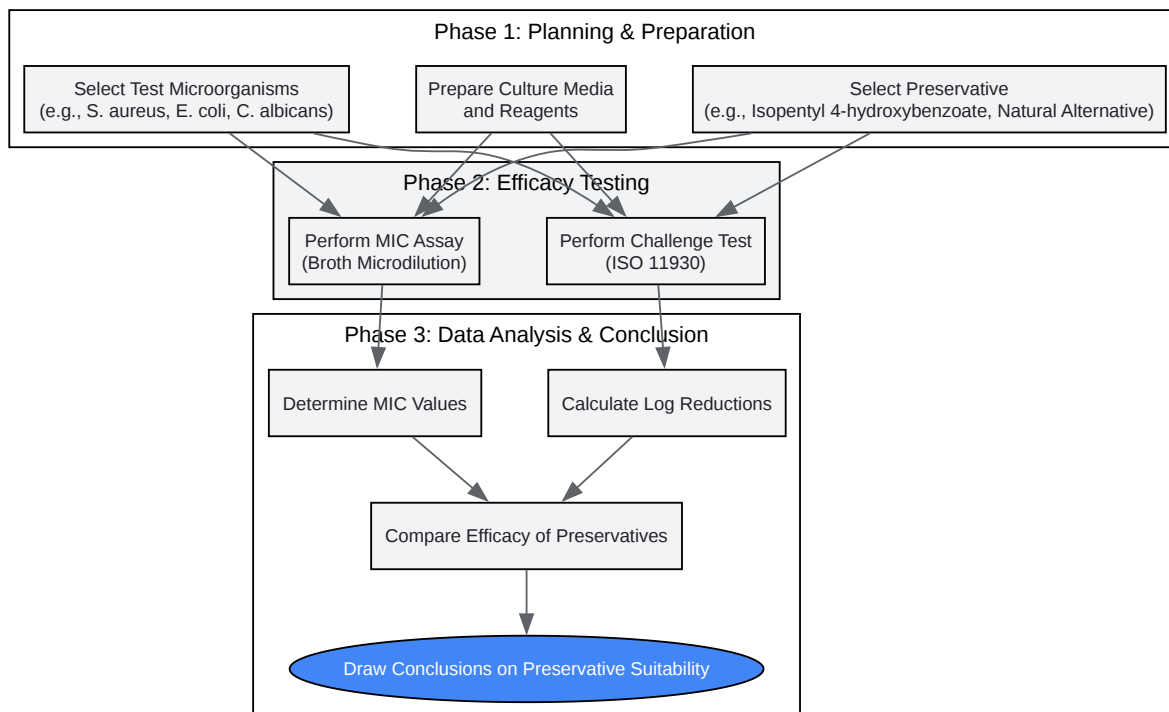 Phase 1: Planning & Preparation
Select Test Microorganisms
(e.g., S. aureus, E. coli, C. albicans)
Prepare Culture Media
and Reagents
Select Preservative
(e.g., Isopentyl 4-hydroxybenzoate, Natural Alternative)
Phase 2: Efficacy Testing
Perform MIC Assay
(Broth Microdilution)
Perform Challenge Test
(ISO 11930)
Phase 3: Data Analysis & Conclusion
Determine MIC Values
Calculate Log Reductions
Compare Efficacy of Preservatives
Draw Conclusions on Preservative Suitability